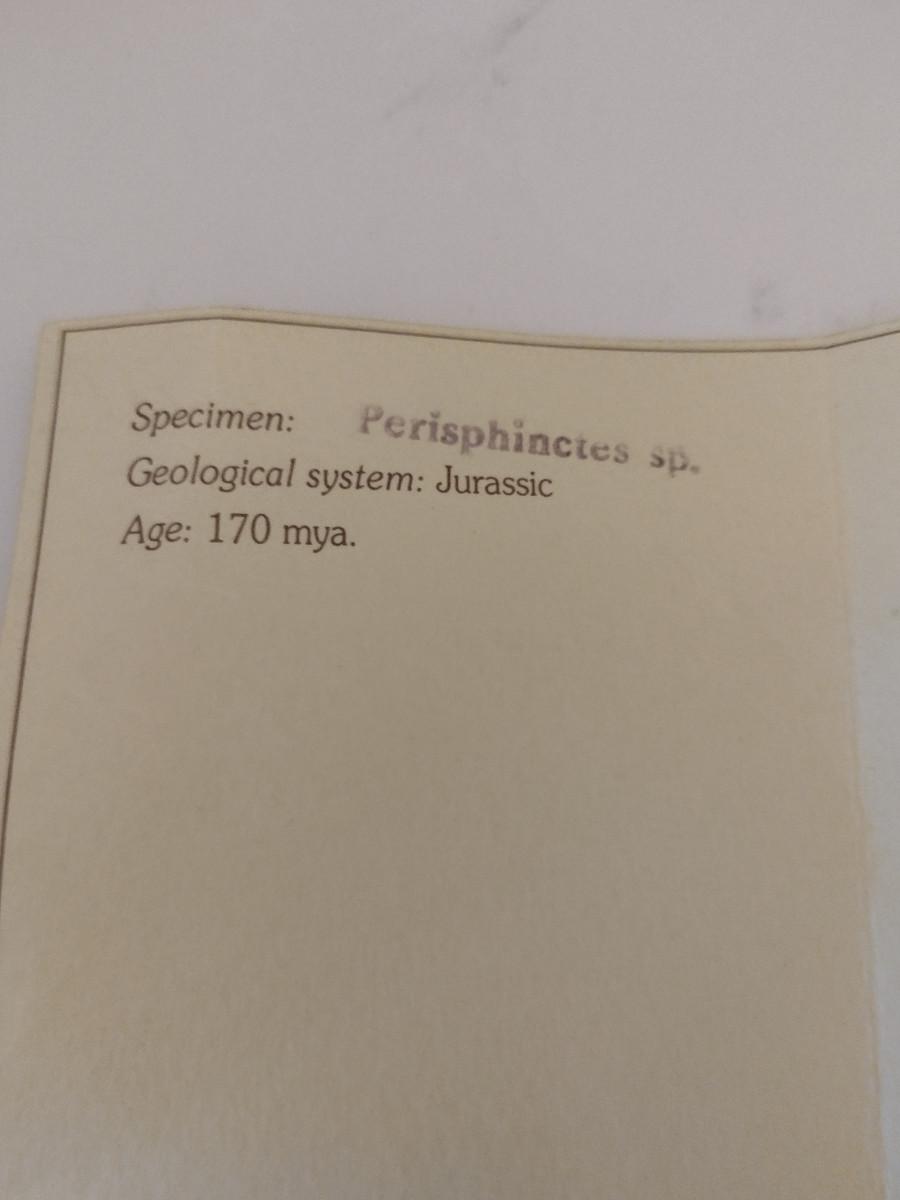 Specimen: Perisphinctes sp.
Geological system: Jurassic
Age: 170 mya.